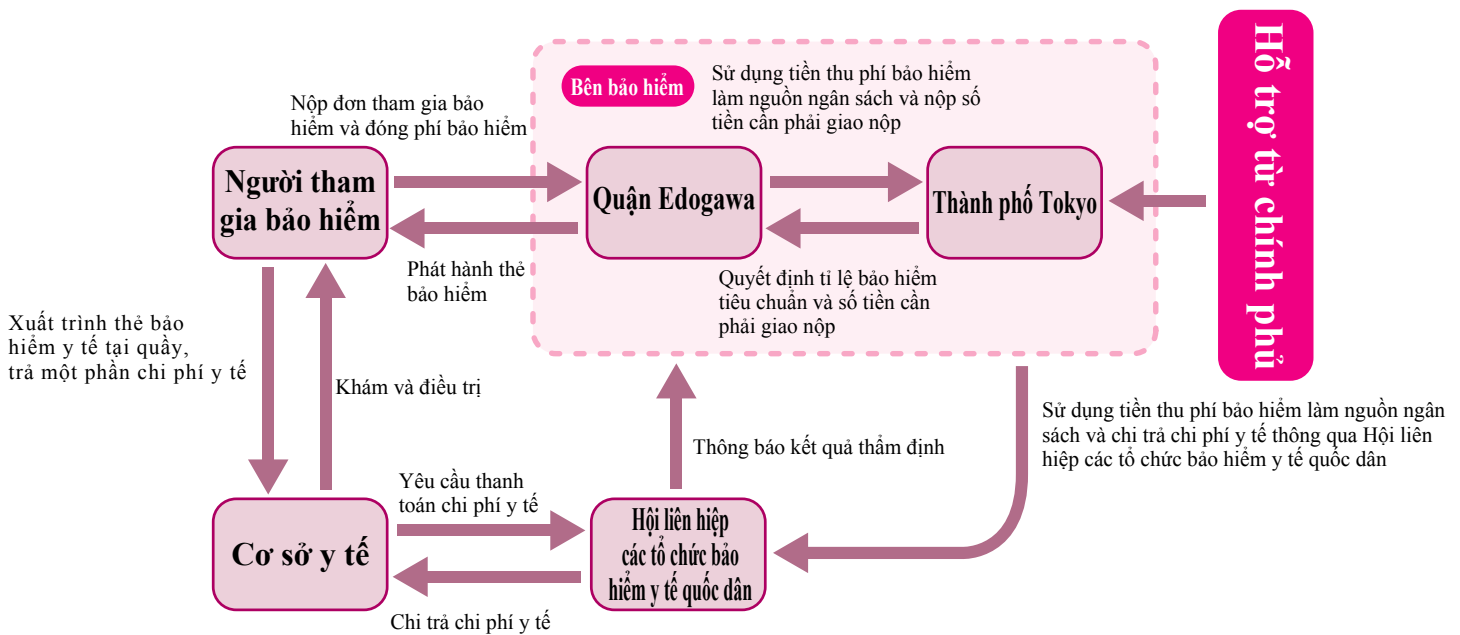 Bên bảo hiểm
Sử dụng tiền thu phí bảo hiểm
làm nguồn ngân sách và nộp số
tiền cần phải giao nộp
Hỗ trợ từ chính phủ
Nộp đơn tham gia bảo
hiểm và đóng phí bảo hiểm
Người tham
gia bảo hiểm
Quận Edogawa
Thành phố Tokyo
Phát hành thẻ
bảo hiểm
Quyết định tỉ lệ bảo hiểm
tiêu chuẩn và số tiền cần
phải giao nộp
Xuất trình thẻ bảo
hiểm y tế tại quầy,
trả một phần chi phí y tế
Khám và điều trị
Thông báo kết quả thẩm định
Sử dụng tiền thu phí bảo hiểm làm nguồn ngân
sách và chi trả chi phí y tế thông qua Hội liên
hiệp các tổ chức bảo hiểm y tế quốc dân
Yêu cầu thanh
toán chi phí y tế
Cơ sở y tế
Hội liên hiệp
các tổ chức bảo
hiểm y tế quốc dân
Chi trả chi phí y tế